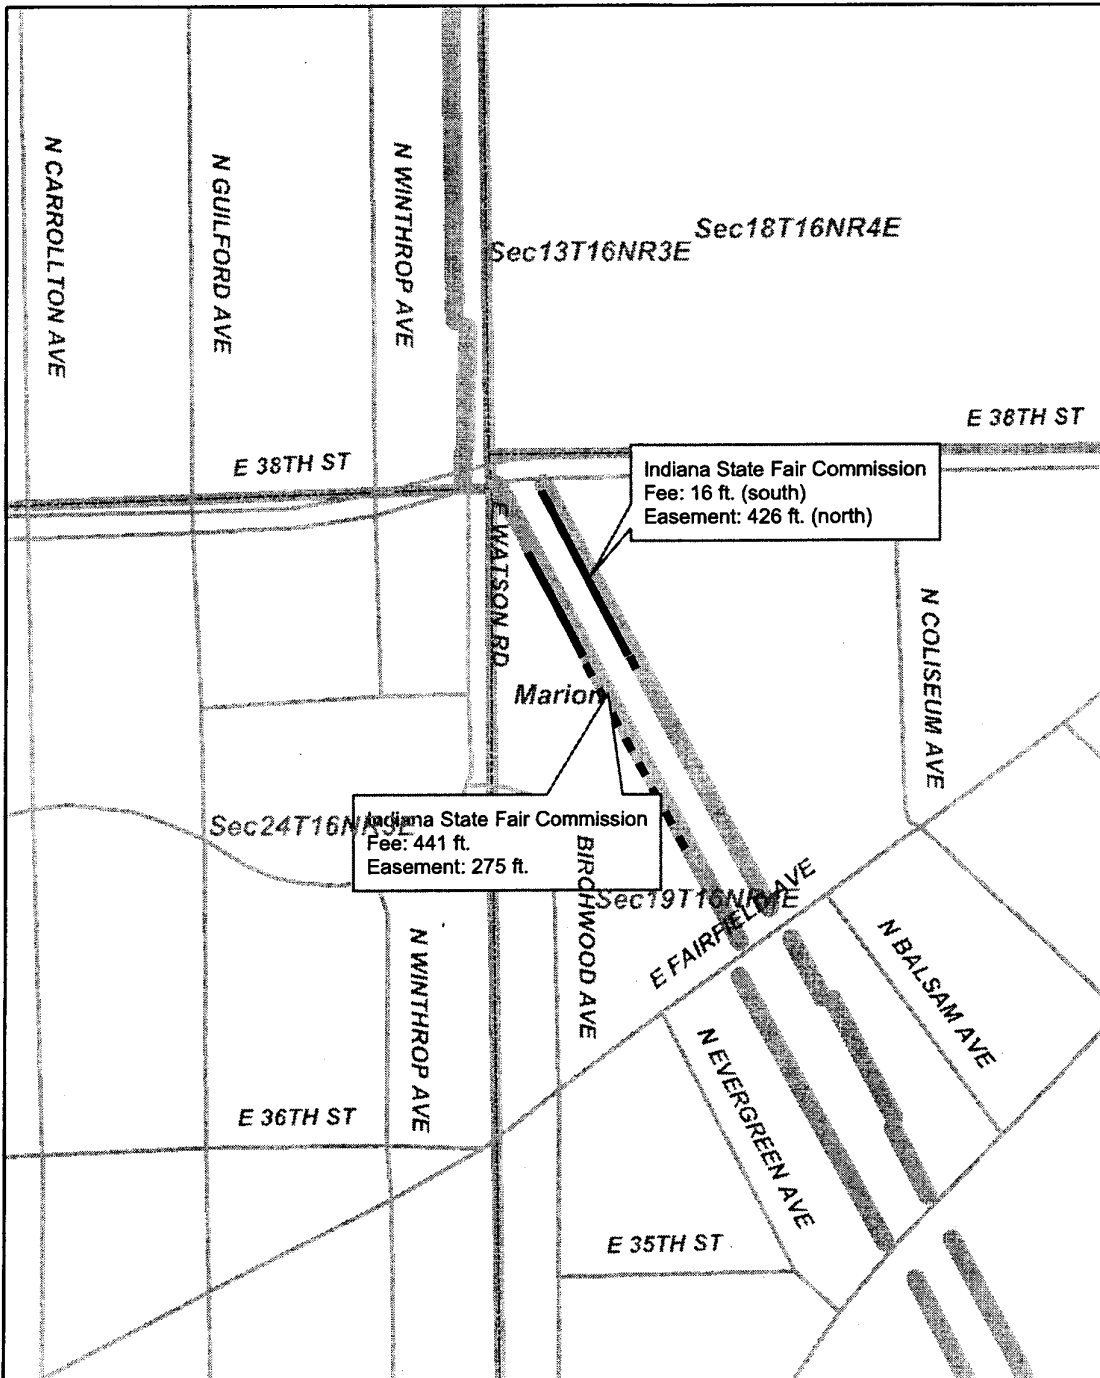 N CARROLLTON AVE
N GUILFORD AVE
N WINTHROP AVE
Sec13T16NR3E
Sec18T16NR4E
E 38TH ST
E 38TH ST
Indiana State Fair Commission
Fee: 16 ft. (south)
Easement: 426 ft. (north)
E WATSON RD
N COLISEUM AVE
Marion
Sec24T16NR3E
Indiana State Fair Commission
Fee: 441 ft.
Easement: 275 ft.
BIRCHWOOD AVE
Sec19T16NR4E
E FAIRFIELD AVE
N WINTHROP AVE
N BALSAM AVE
N EVERGREEN AVE
E 36TH ST
E 35TH ST